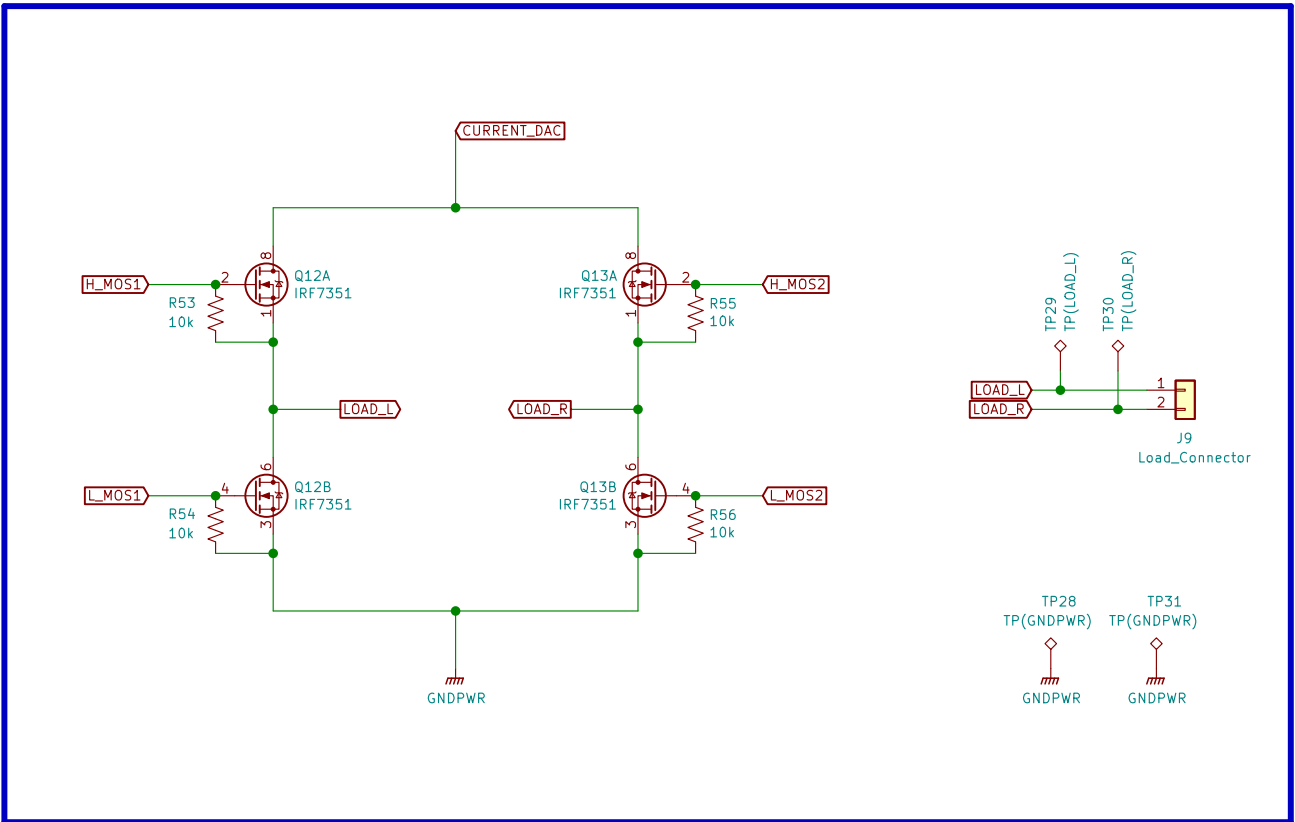 CURRENT_DAC
8
8
H_MOS1
2
Q12A
IRF7351
Q13A
IRF7351
2
H_MOS2
R53
10k
1
1
R55
10k
LOAD_L
LOAD_R
6
6
L_MOS1
4
Q12B
IRF7351
Q13B
IRF7351
4
L_MOS2
R54
10k
3
3
R56
10k
GNDPWR
TP29
TP(LOAD_L)
TP30
TP(LOAD_R)
LOAD_L
1
LOAD_R
2
J9
Load_Connector
TP28
TP(GNDPWR)
GNDPWR
TP31
TP(GNDPWR)
GNDPWR